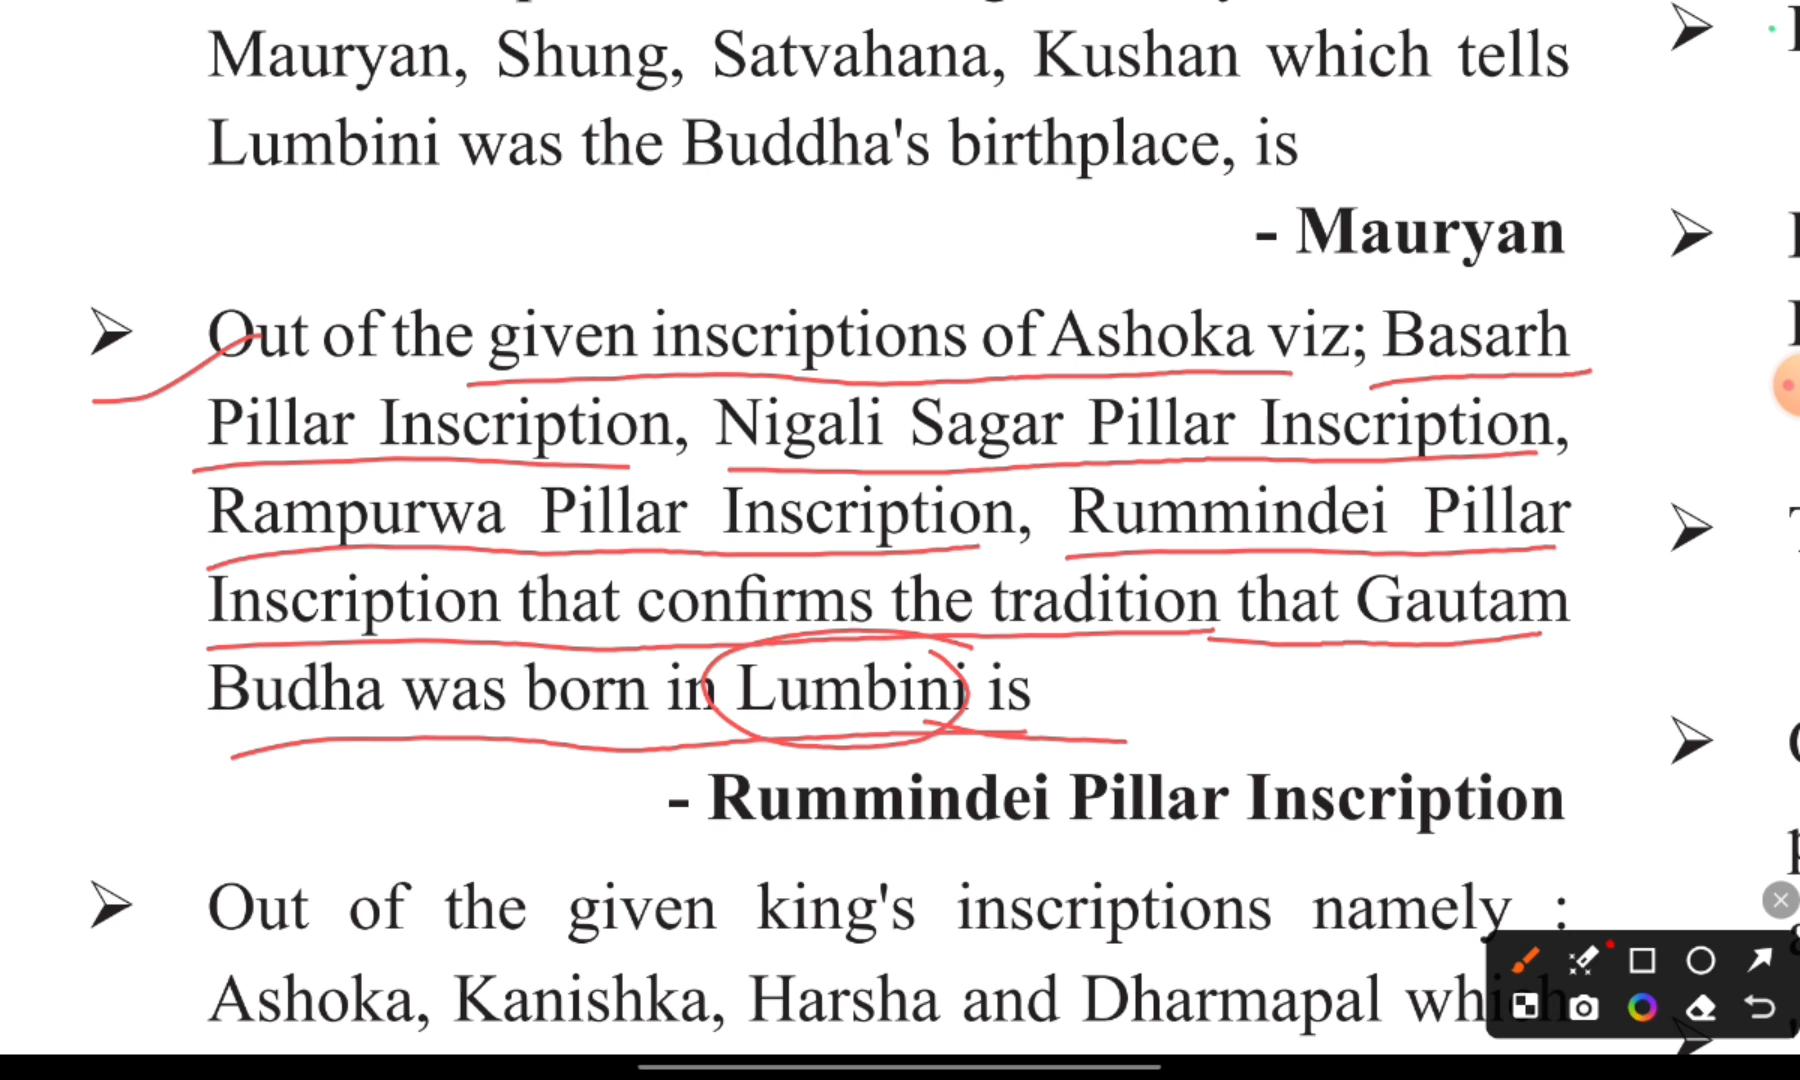 Mauryan, Shung, Satvahana, Kushan which tells
Lumbini was the Buddha's birthplace, is
- Mauryan
➢ Out of the given inscriptions of Ashoka viz; Basarh
Pillar Inscription, Nigali Sagar Pillar Inscription,
Rampurwa Pillar Inscription, Rummindei Pillar
Inscription that confirms the tradition that Gautam
Budha was born in Lumbini is
- Rummindei Pillar Inscription
➢ Out of the given king's inscriptions namely :
Ashoka, Kanishka, Harsha and Dharmapal which